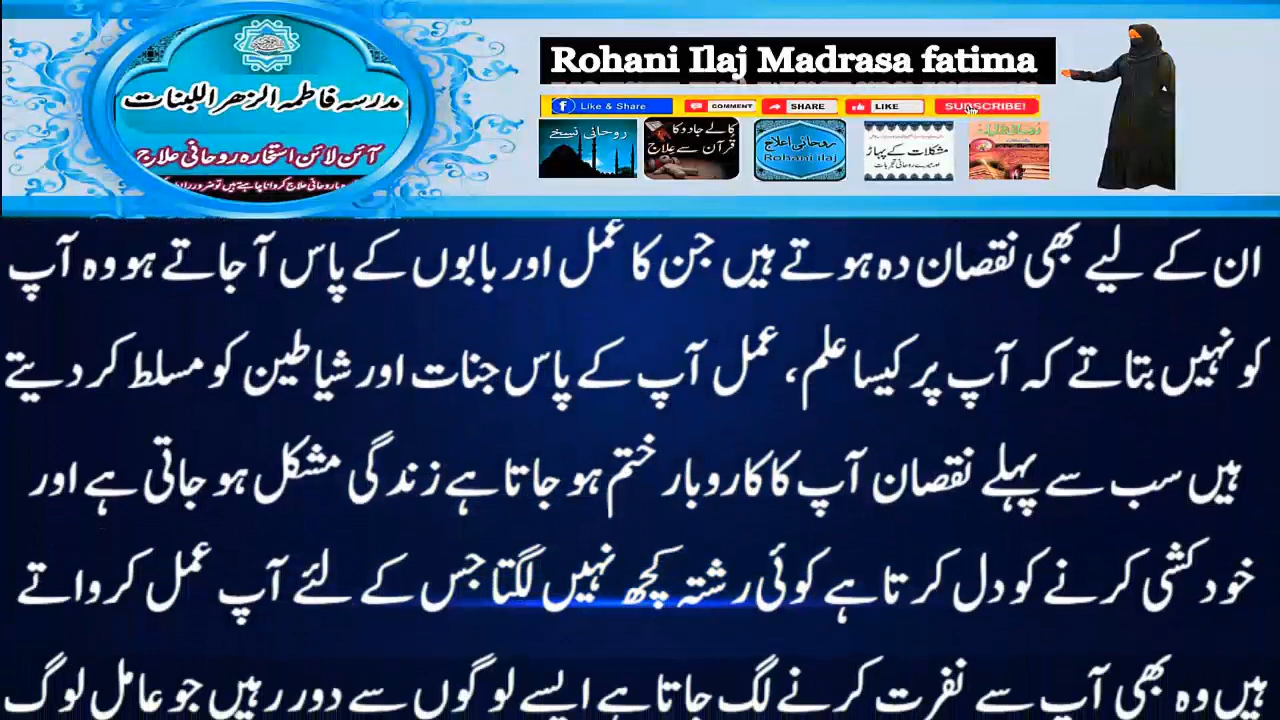 مدرسہ فاطمہ الزھرا للبنات
آئن لائن استخارہ روحانی علاج
Rohani Ilaj Madrasa fatima
Like & Share COMMENT SHARE LIKE SUBSCRIBE!
روحانی نسخے
کالے جادو کا
قرآن سے علاج
روحانی علاج
Rohani ilaj
مشکلات کے پہاڑ
ان کے لیے بھی نقصان دہ ہوتے ہیں جن کا عمل اور بابوں کے پاس آ جاتے ہو وہ آپ
کو نہیں بتاتے کہ آپ پر کیسا علم، عمل آپ کے پاس جنات اور شیاطین کو مسلط کر دیتے
ہیں سب سے پہلے نقصان آپ کا کاروبار ختم ہو جاتا ہے زندگی مشکل ہو جاتی ہے اور
خودکشی کرنے کو دل کرتا ہے کوئی رشتہ کچھ نہیں لگتا جس کے لئے آپ عمل کرواتے
ہیں وہ بھی آپ سے نفرت کرنے لگ جاتا ہے ایسے لوگوں سے دور رہیں جو عامل لوگ